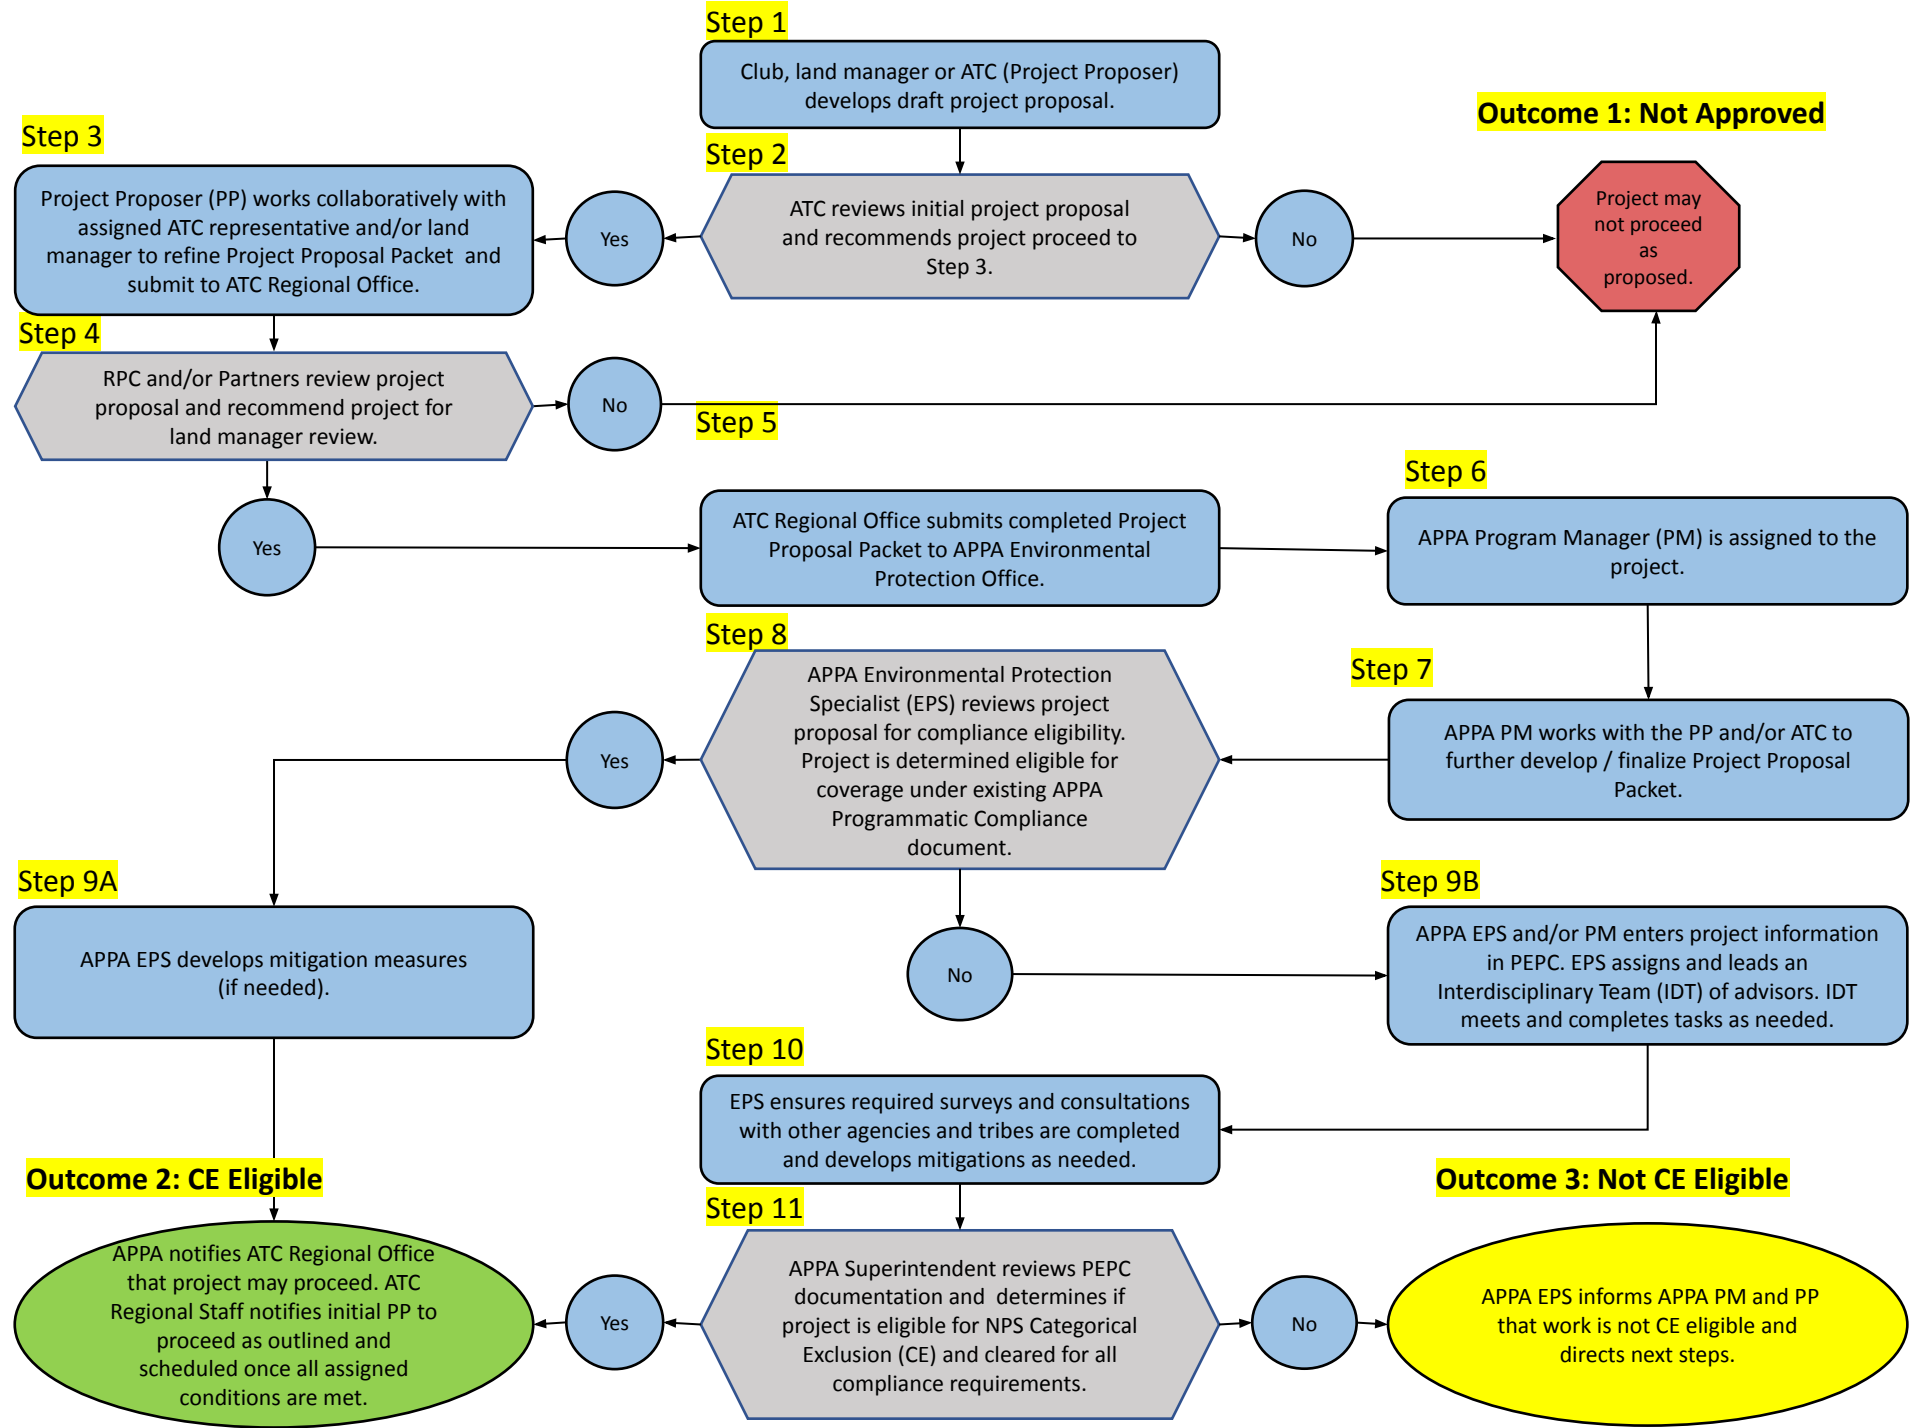 Step 1
Club, land manager or ATC (Project Proposer)
develops draft project proposal.
Outcome 1: Not Approved
Project may
not proceed
as
proposed.
Step 2
ATC reviews initial project proposal
and recommends project proceed to
Step 3.
Yes
No
Step 3
Project Proposer (PP) works collaboratively with
assigned ATC representative and/or land
manager to refine Project Proposal Packet  and
submit to ATC Regional Office.
Step 4
RPC and/or Partners review project
proposal and recommend project for
land manager review.
No
Yes
Step 5
ATC Regional Office submits completed Project
Proposal Packet to APPA Environmental
Protection Office.
Step 6
APPA Program Manager (PM) is assigned to the
project.
Step 7
APPA PM works with the PP and/or ATC to
further develop / finalize Project Proposal
Packet.
Step 8
APPA Environmental Protection
Specialist (EPS) reviews project
proposal for compliance eligibility.
Project is determined eligible for
coverage under existing APPA
Programmatic Compliance
document.
Yes
No
Step 9A
APPA EPS develops mitigation measures
(if needed).
Step 9B
APPA EPS and/or PM enters project information
in PEPC. EPS assigns and leads an
Interdisciplinary Team (IDT) of advisors. IDT
meets and completes tasks as needed.
Step 10
EPS ensures required surveys and consultations
with other agencies and tribes are completed
and develops mitigations as needed.
Step 11
APPA Superintendent reviews PEPC
documentation and  determines if
project is eligible for NPS Categorical
Exclusion (CE) and cleared for all
compliance requirements.
Yes
No
Outcome 2: CE Eligible
APPA notifies ATC Regional Office
that project may proceed. ATC
Regional Staff notifies initial PP to
proceed as outlined and
scheduled once all assigned
conditions are met.
Outcome 3: Not CE Eligible
APPA EPS informs APPA PM and PP
that work is not CE eligible and
directs next steps.